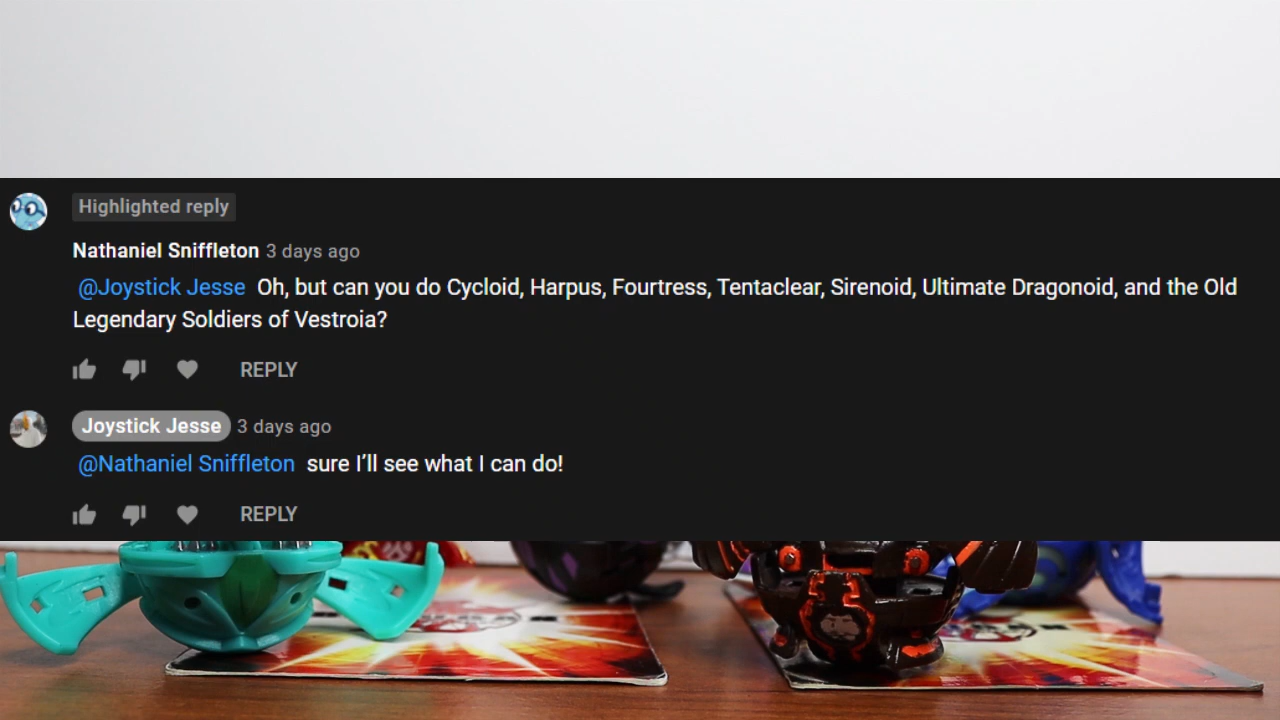 Highlighted reply
Nathaniel Sniffleton 3 days ago
@Joystick Jesse Oh, but can you do Cycloid, Harpus, Fourtress, Tentaclear, Sirenoid, Ultimate Dragonoid, and the Old
Legendary Soldiers of Vestroia?
REPLY
Joystick Jesse 3 days ago
@Nathaniel Sniffleton sure I'll see what I can do!
REPLY